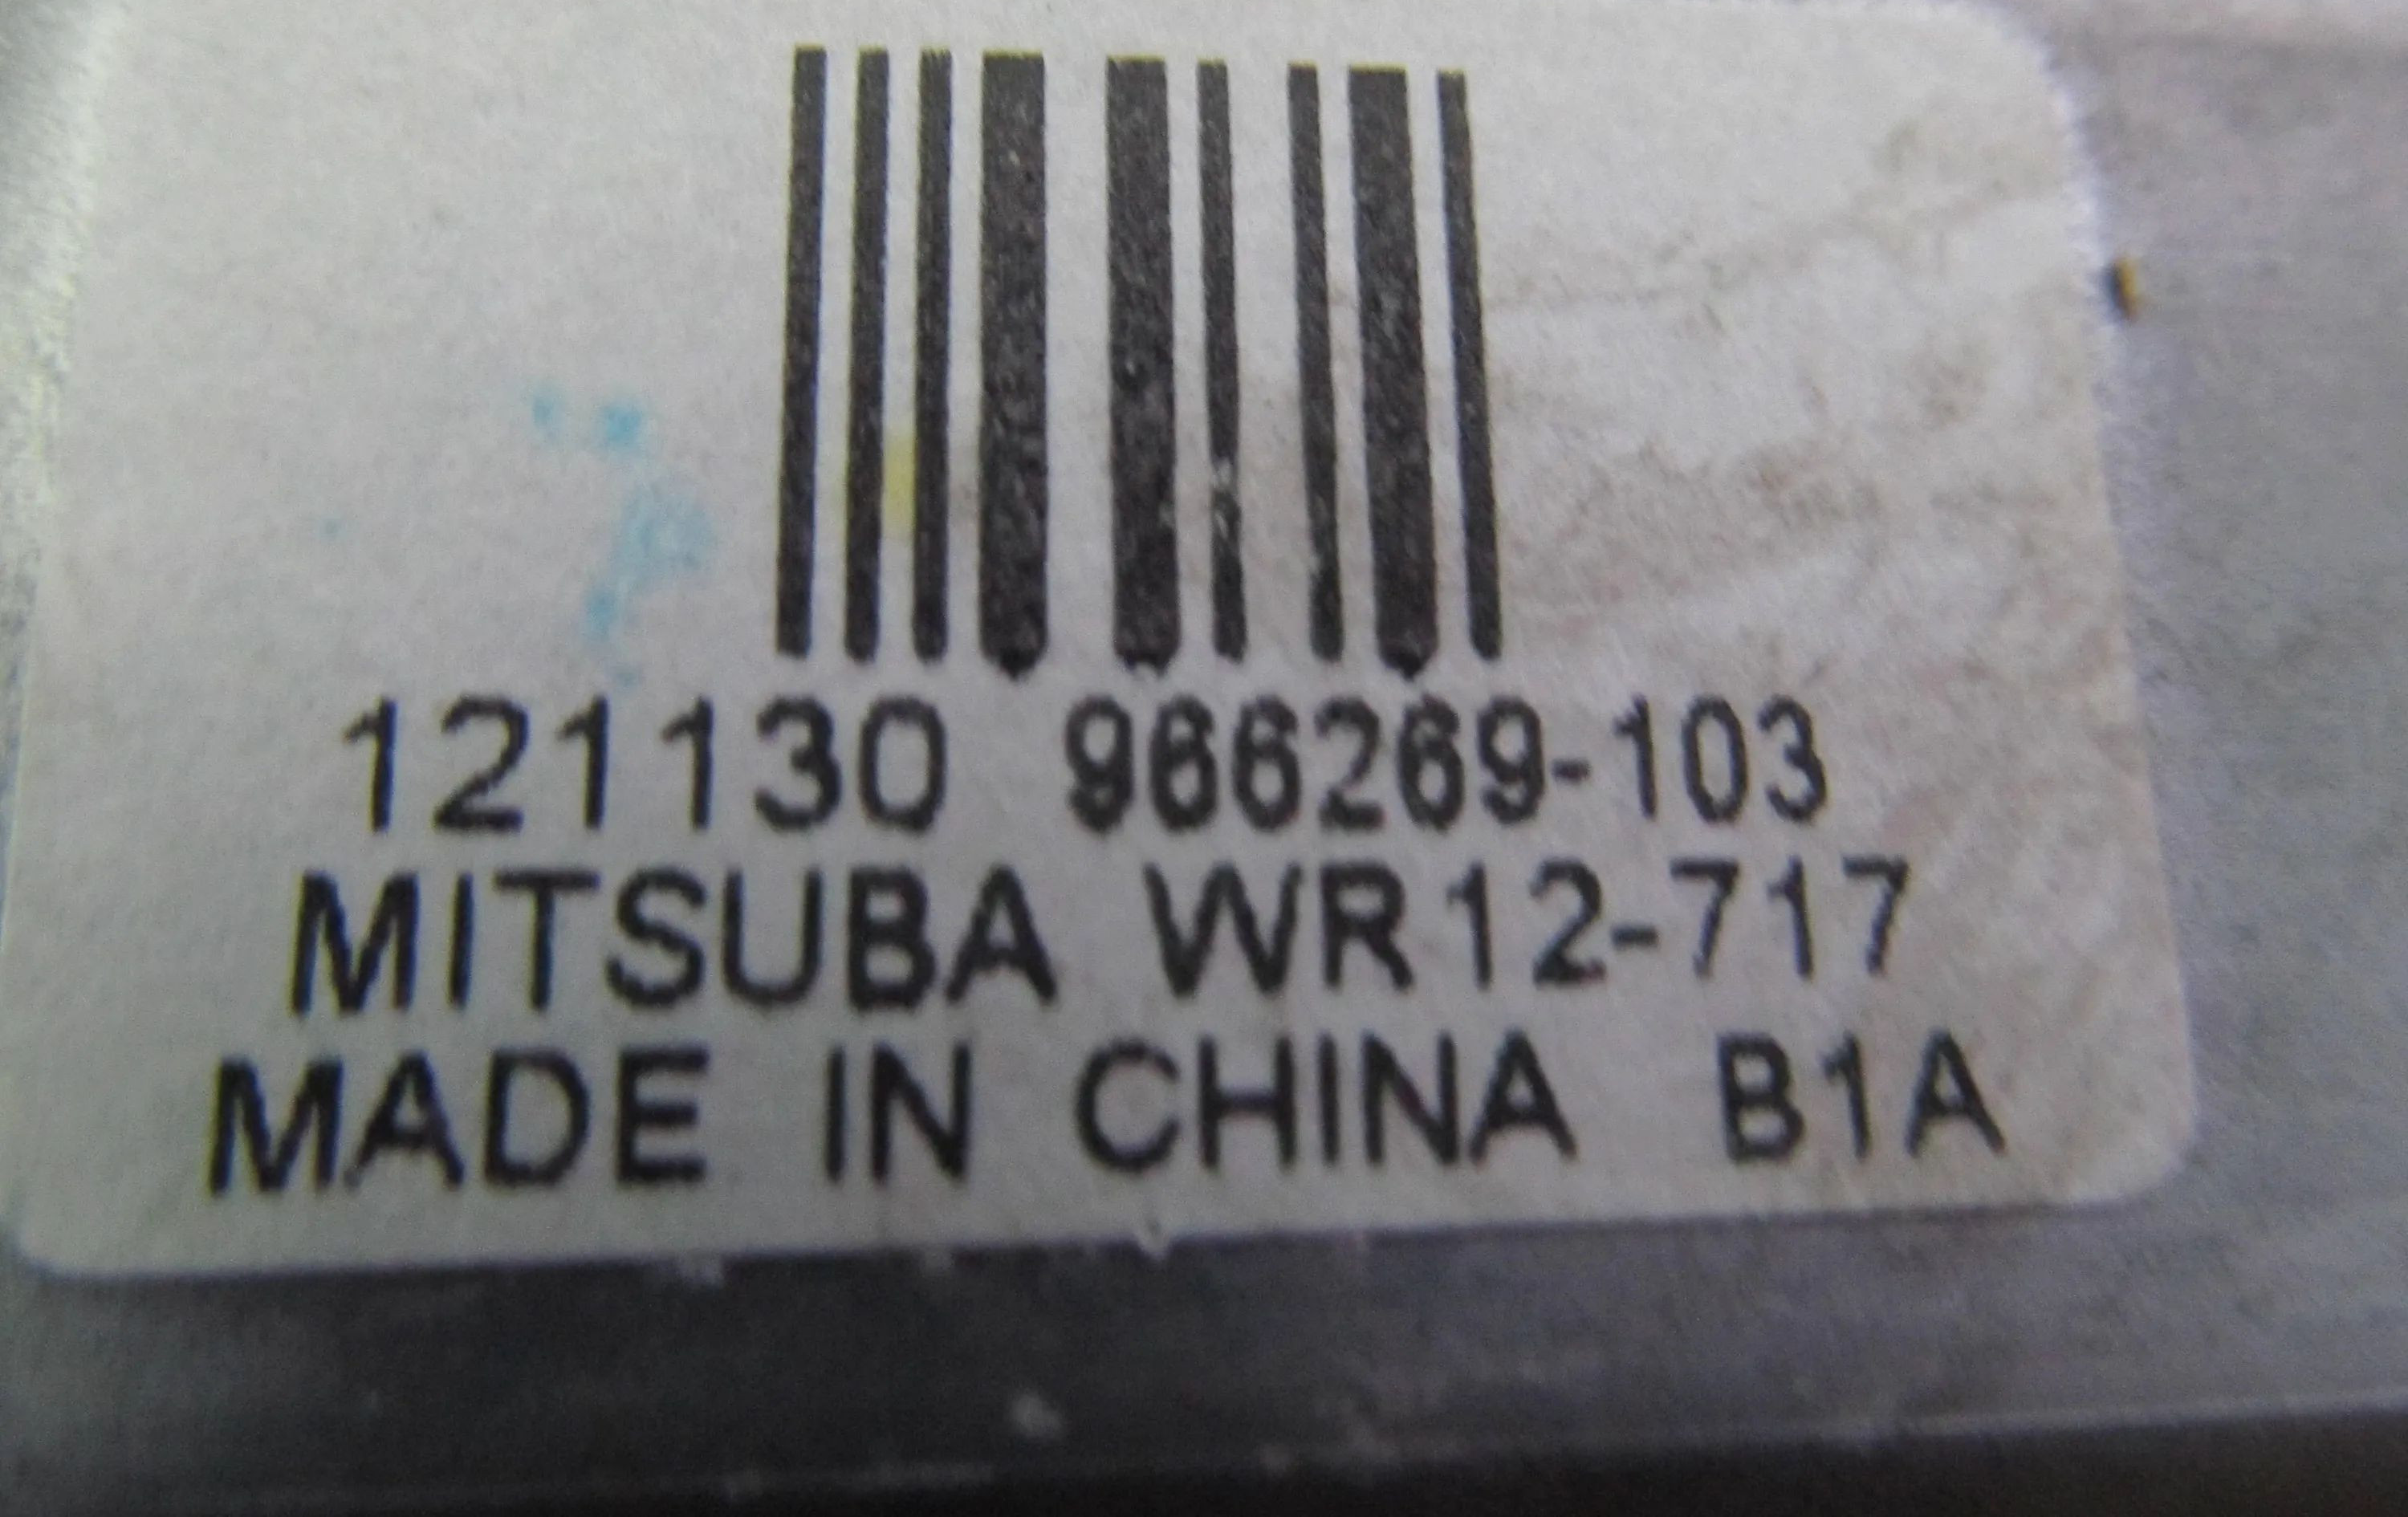 121130 966269-103
MITSUBA WR12-717
MADE IN CHINA B1A